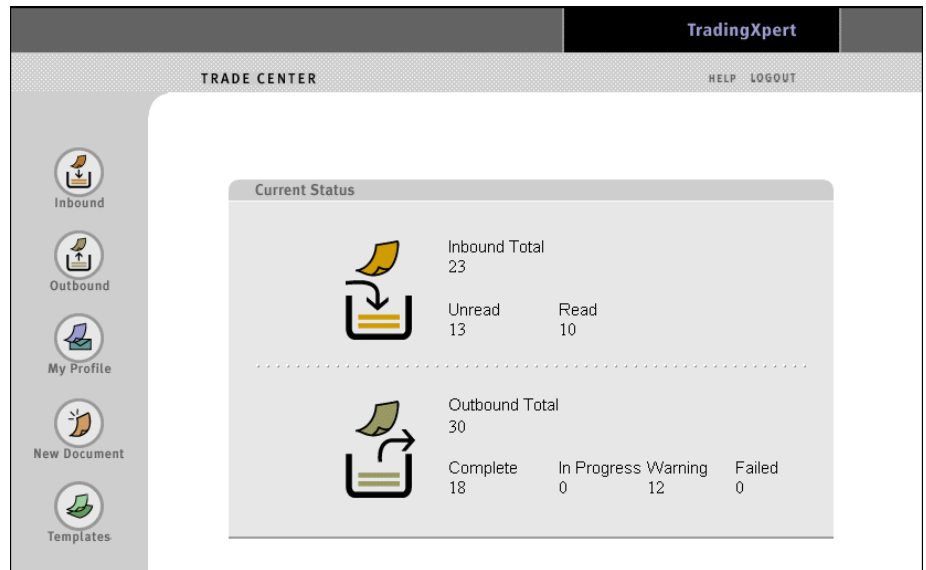 TradingXpert
TRADE CENTER
HELP LOGOUT
Inbound
Outbound
My Profile
New Document
Templates
Current Status
Inbound Total
23
Unread Read
13 10
Outbound Total
30
Complete In Progress Warning Failed
18 0 12 0